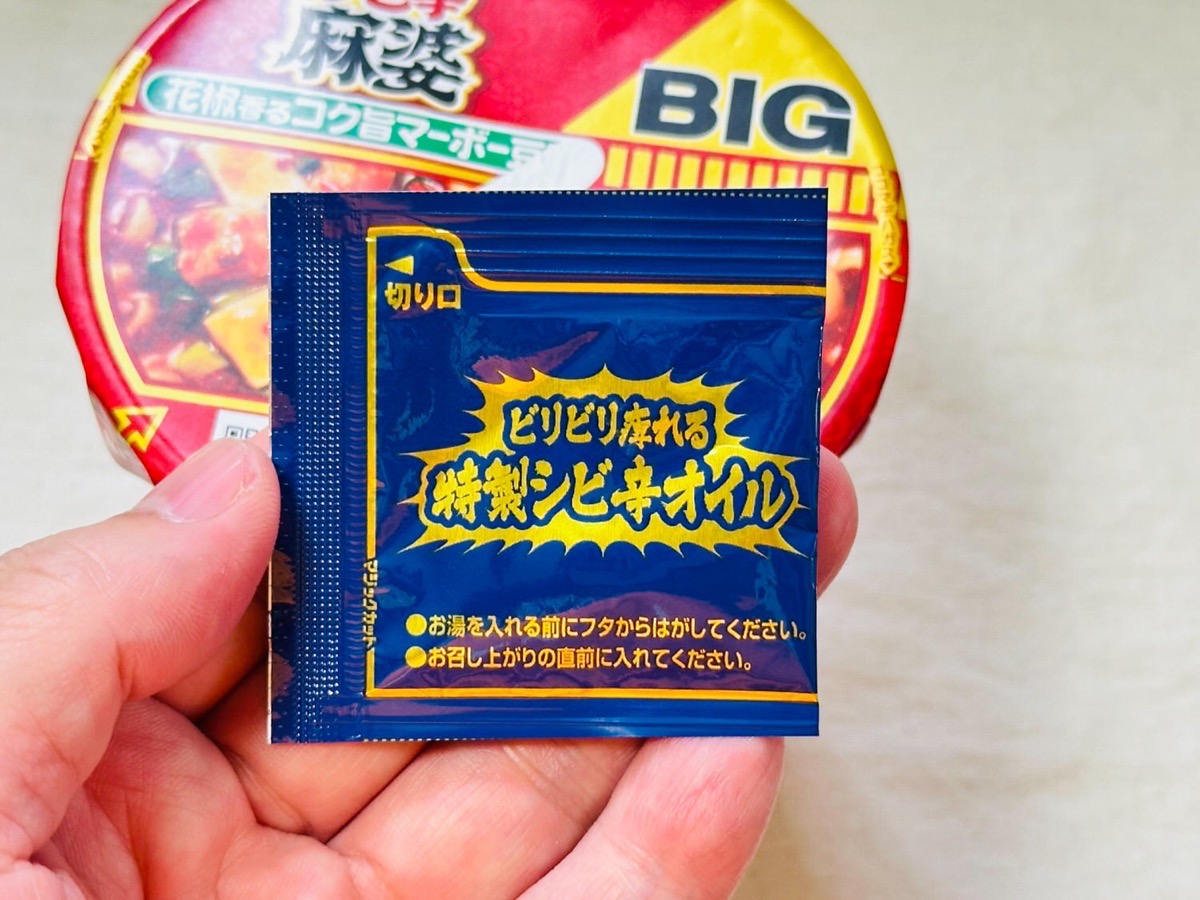 麻婆
BIG
花椒香るコク旨マーボー豆腐
切り口
ビリビリ痺れる
特製シビ辛オイル
マジックカット
●お湯を入れる前にフタからはがしてください。
●お召し上がりの直前に入れてください。